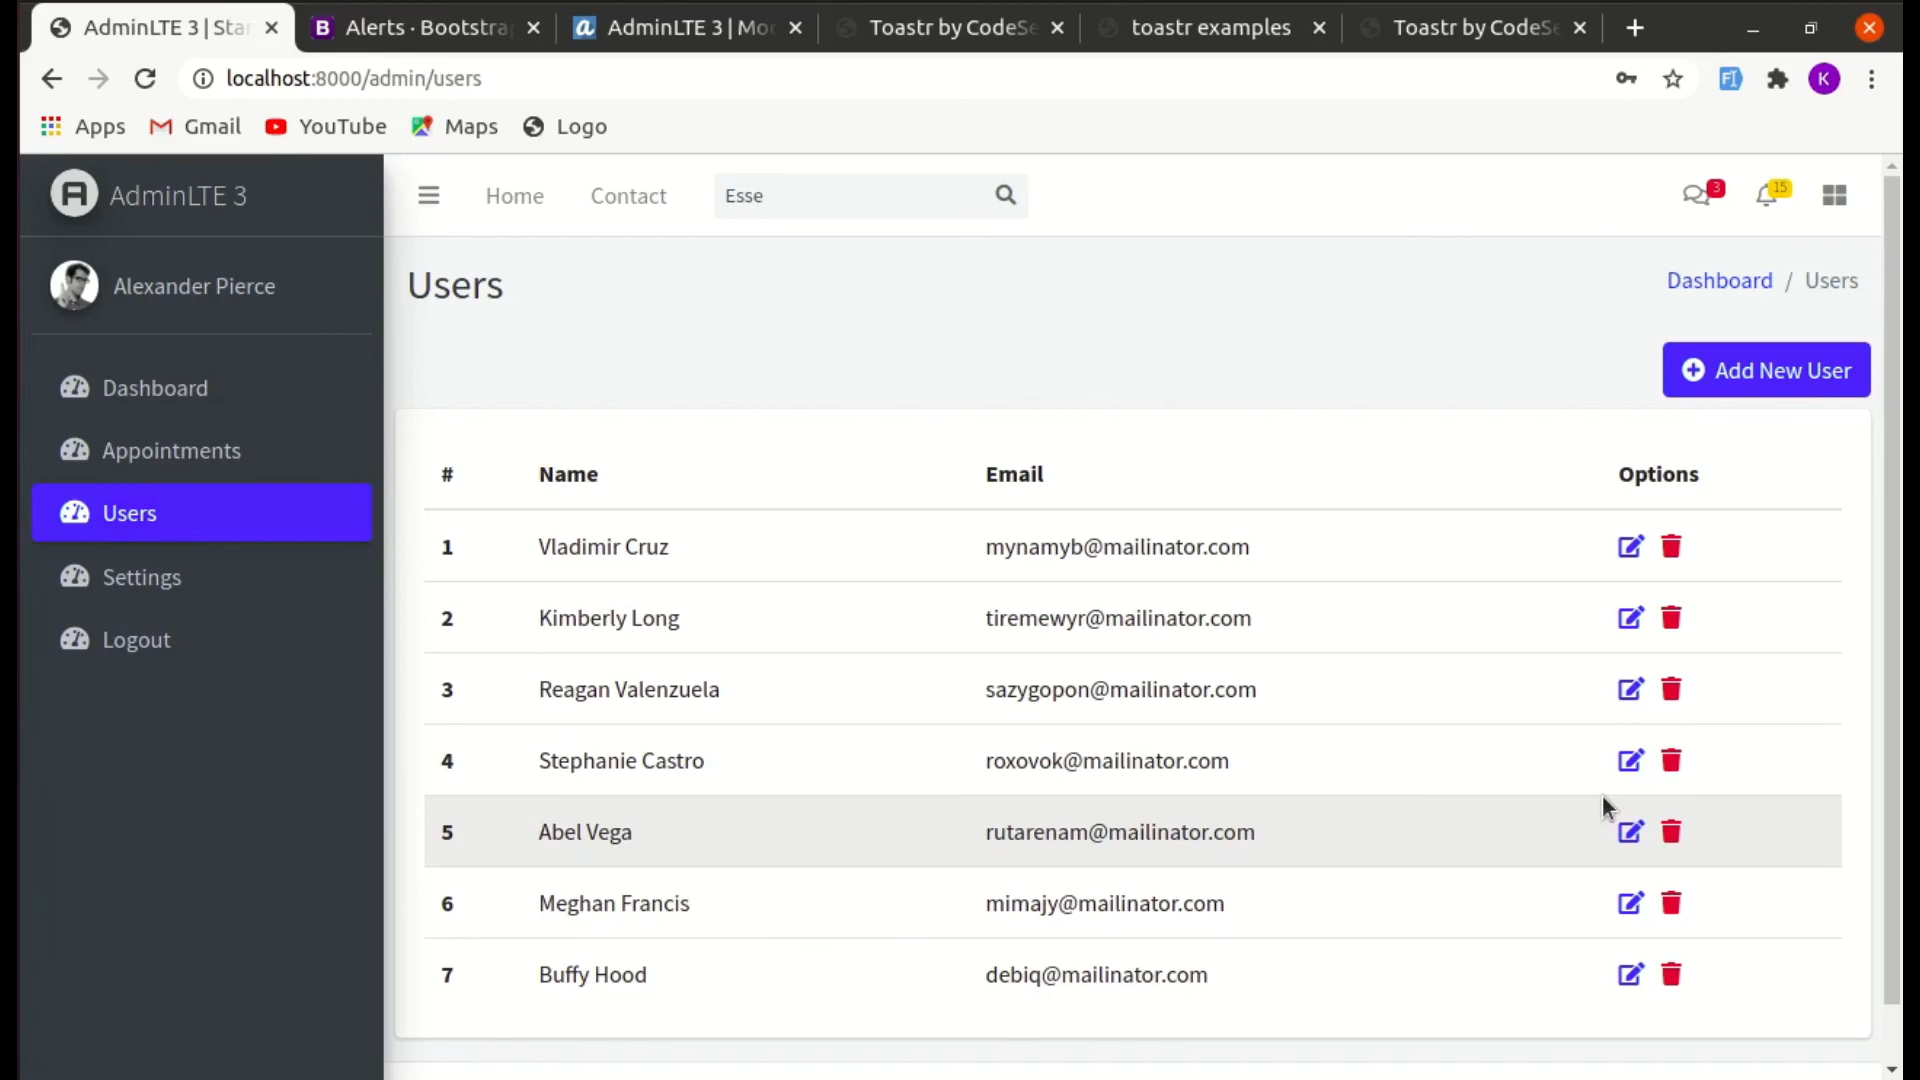 AdminLTE 3 | Star
Alerts · Bootstrap
AdminLTE 3 | Mo
Toastr by CodeSe
toastr examples
Toastr by CodeSe
localhost:8000/admin/users
K
Apps
Gmail
YouTube
Maps
Logo
AdminLTE 3
Home
Contact
Esse
3
15
Alexander Pierce
Users
Dashboard / Users
Dashboard
Appointments
Users
Settings
Logout
Add New User
# Name Email Options
1 Vladimir Cruz mynamyb@mailinator.com
2 Kimberly Long tiremewyr@mailinator.com
3 Reagan Valenzuela sazygopon@mailinator.com
4 Stephanie Castro roxovok@mailinator.com
5 Abel Vega rutarenam@mailinator.com
6 Meghan Francis mimajy@mailinator.com
7 Buffy Hood debiq@mailinator.com